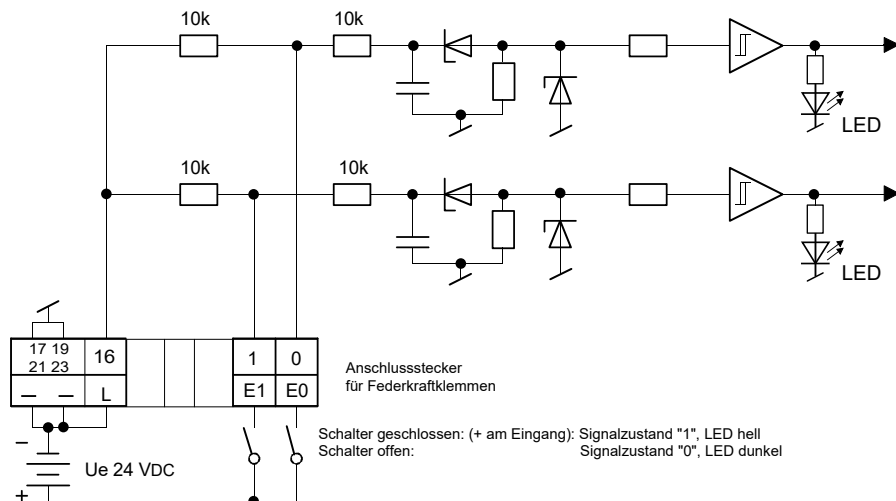 10k 10k
LED
10k 10k
LED
17 19 16 1 0
21 23
— — L E1 E0
Anschlussstecker
für Federkraftklemmen
Schalter geschlossen: (+ am Eingang): Signalzustand "1", LED hell
Schalter offen: Signalzustand "0", LED dunkel
−
Ue 24 VDC
+